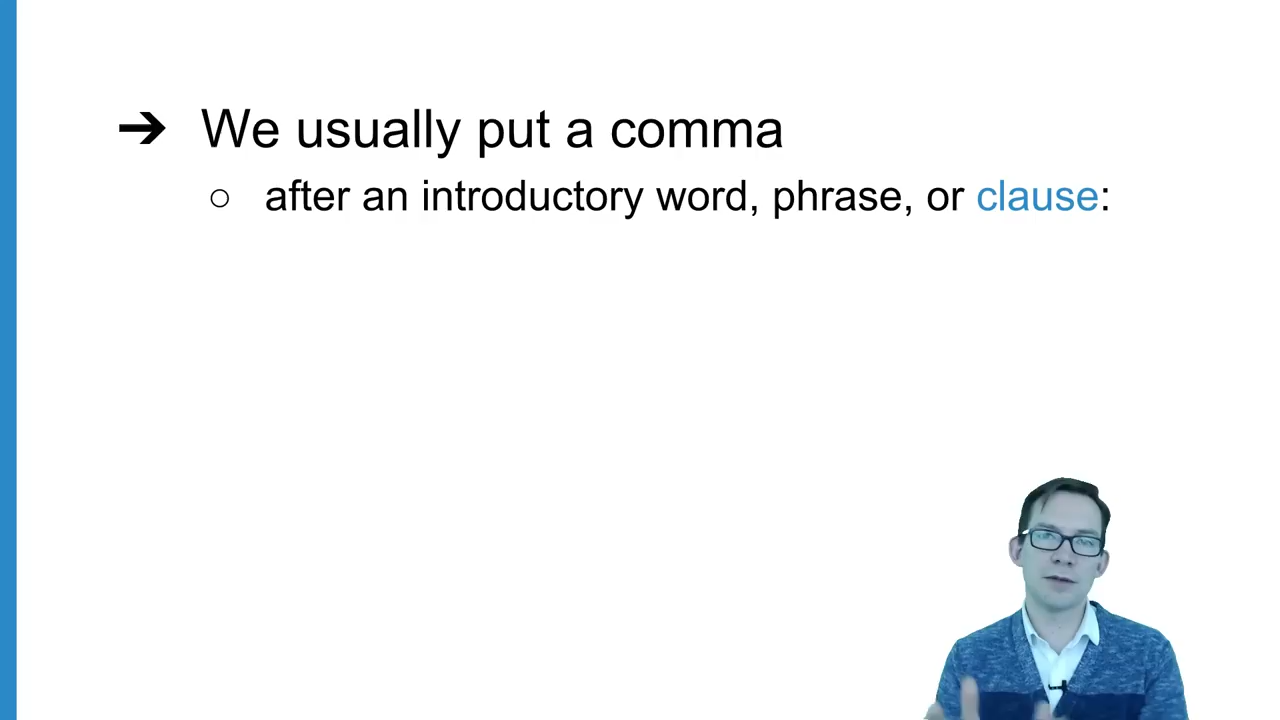 ➔ We usually put a comma
○ after an introductory word, phrase, or clause: